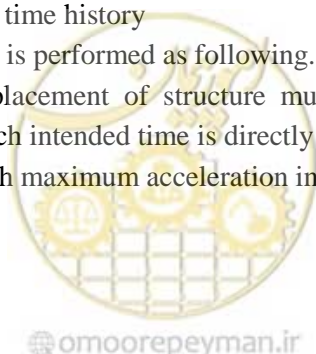 time history
is performed as following.
placement of structure mu
ch intended time is directly
h maximum acceleration in
omoorepeyman.ir